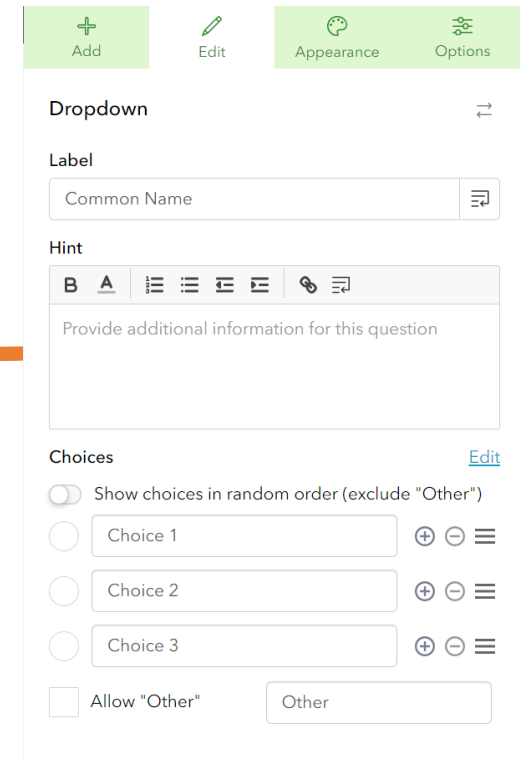 Add Edit Appearance Options
Dropdown
Label
Common Name
Hint
B A
Provide additional information for this question
Choices Edit
Show choices in random order (exclude "Other")
Choice 1
Choice 2
Choice 3
Allow "Other" Other